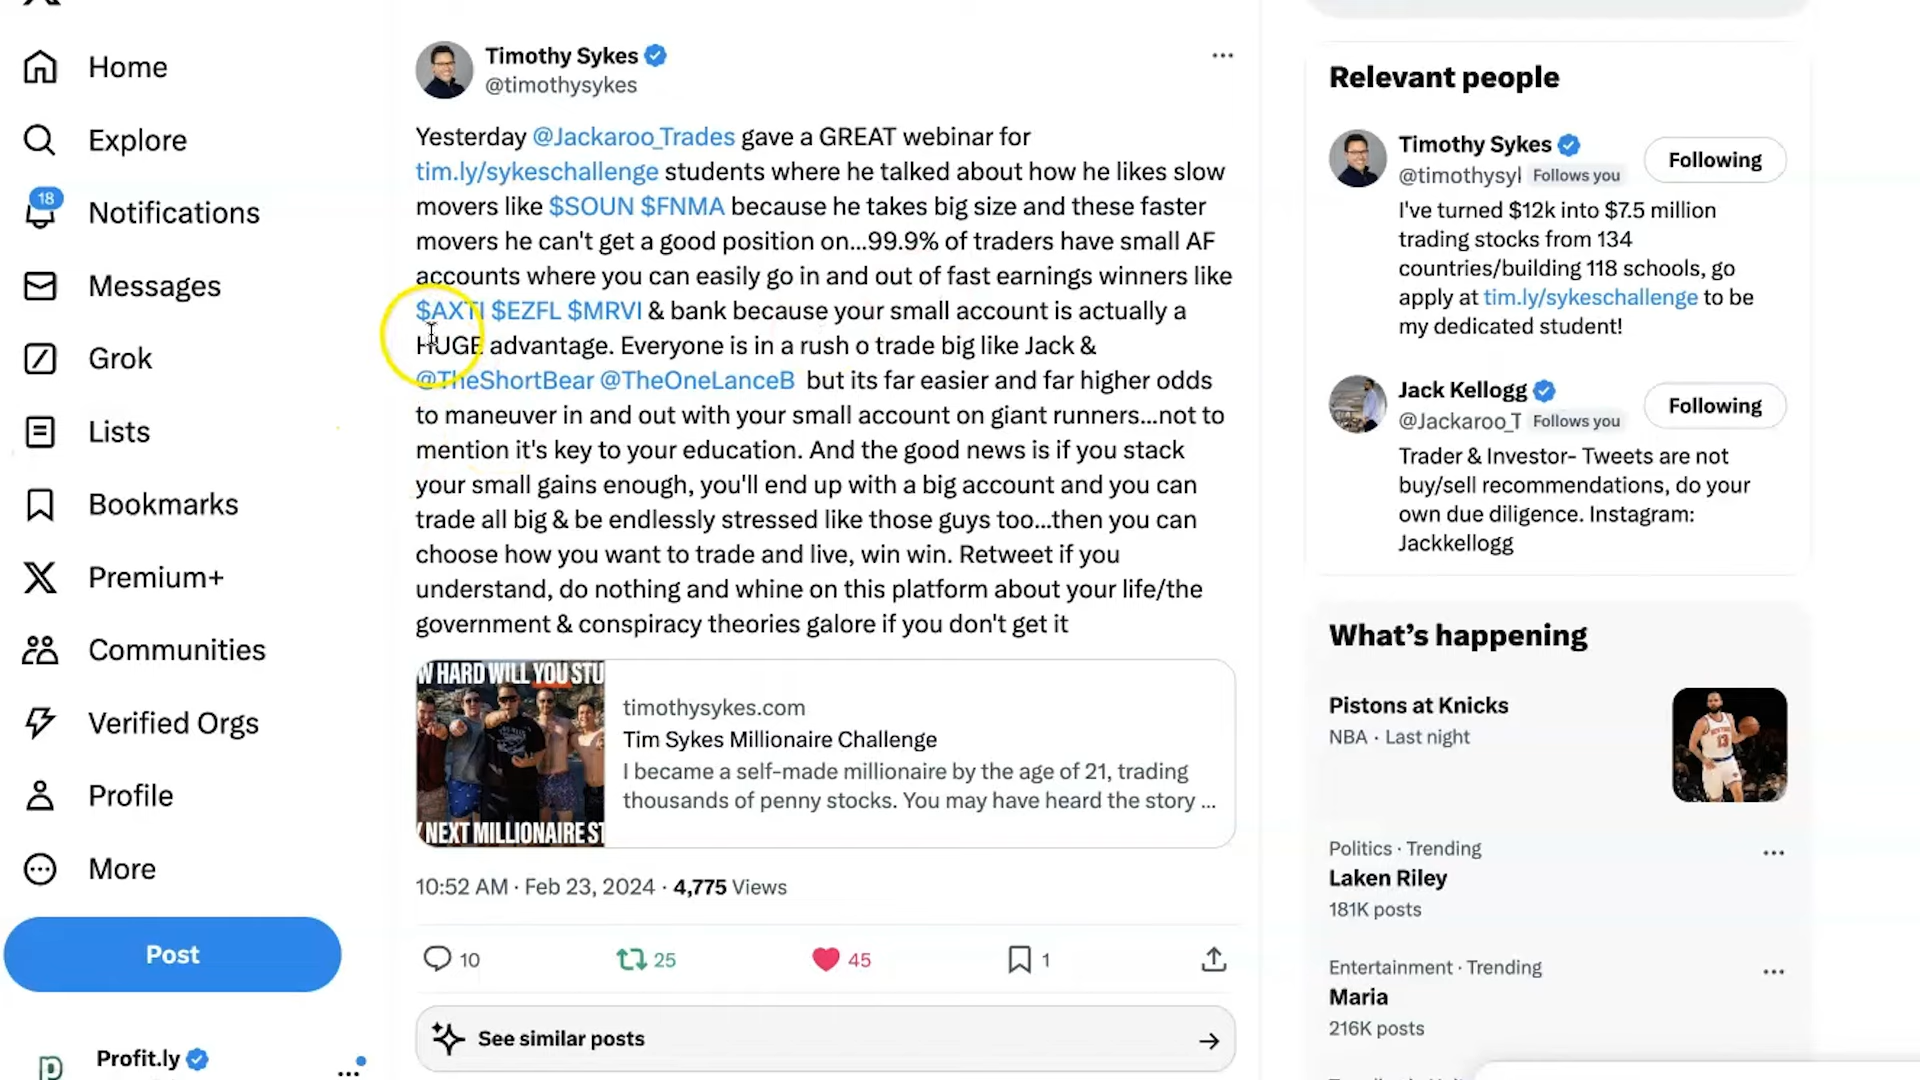 Home
Explore
18
Notifications
Messages
Grok
Lists
Bookmarks
Premium+
Communities
Verified Orgs
Profile
More
Post
Profit.ly
Timothy Sykes
@timothysykes
Yesterday @Jackaroo_Trades gave a GREAT webinar for
tim.ly/sykeschallenge students where he talked about how he likes slow
movers like $SOUN $FNMA because he takes big size and these faster
movers he can't get a good position on...99.9% of traders have small AF
accounts where you can easily go in and out of fast earnings winners like
$AXTI $EZFL $MRVI & bank because your small account is actually a
HUGE advantage. Everyone is in a rush o trade big like Jack &
@TheShortBear @TheOneLanceB but its far easier and far higher odds
to maneuver in and out with your small account on giant runners...not to
mention it's key to your education. And the good news is if you stack
your small gains enough, you'll end up with a big account and you can
trade all big & be endlessly stressed like those guys too...then you can
choose how you want to trade and live, win win. Retweet if you
understand, do nothing and whine on this platform about your life/the
government & conspiracy theories galore if you don't get it
W HARD WILL YOU STU
NEXT MILLIONAIRE ST
timothysykes.com
Tim Sykes Millionaire Challenge
I became a self-made millionaire by the age of 21, trading
thousands of penny stocks. You may have heard the story ...
10:52 AM · Feb 23, 2024 · 4,775 Views
10
25
45
1
See similar posts
Relevant people
Timothy Sykes
Following
@timothysyl Follows you
I've turned $12k into $7.5 million
trading stocks from 134
countries/building 118 schools, go
apply at tim.ly/sykeschallenge to be
my dedicated student!
Jack Kellogg
Following
@Jackaroo_T Follows you
Trader & Investor- Tweets are not
buy/sell recommendations, do your
own due diligence. Instagram:
Jackkellogg
What's happening
Pistons at Knicks
NBA · Last night
Politics · Trending
Laken Riley
181K posts
Entertainment · Trending
Maria
216K posts